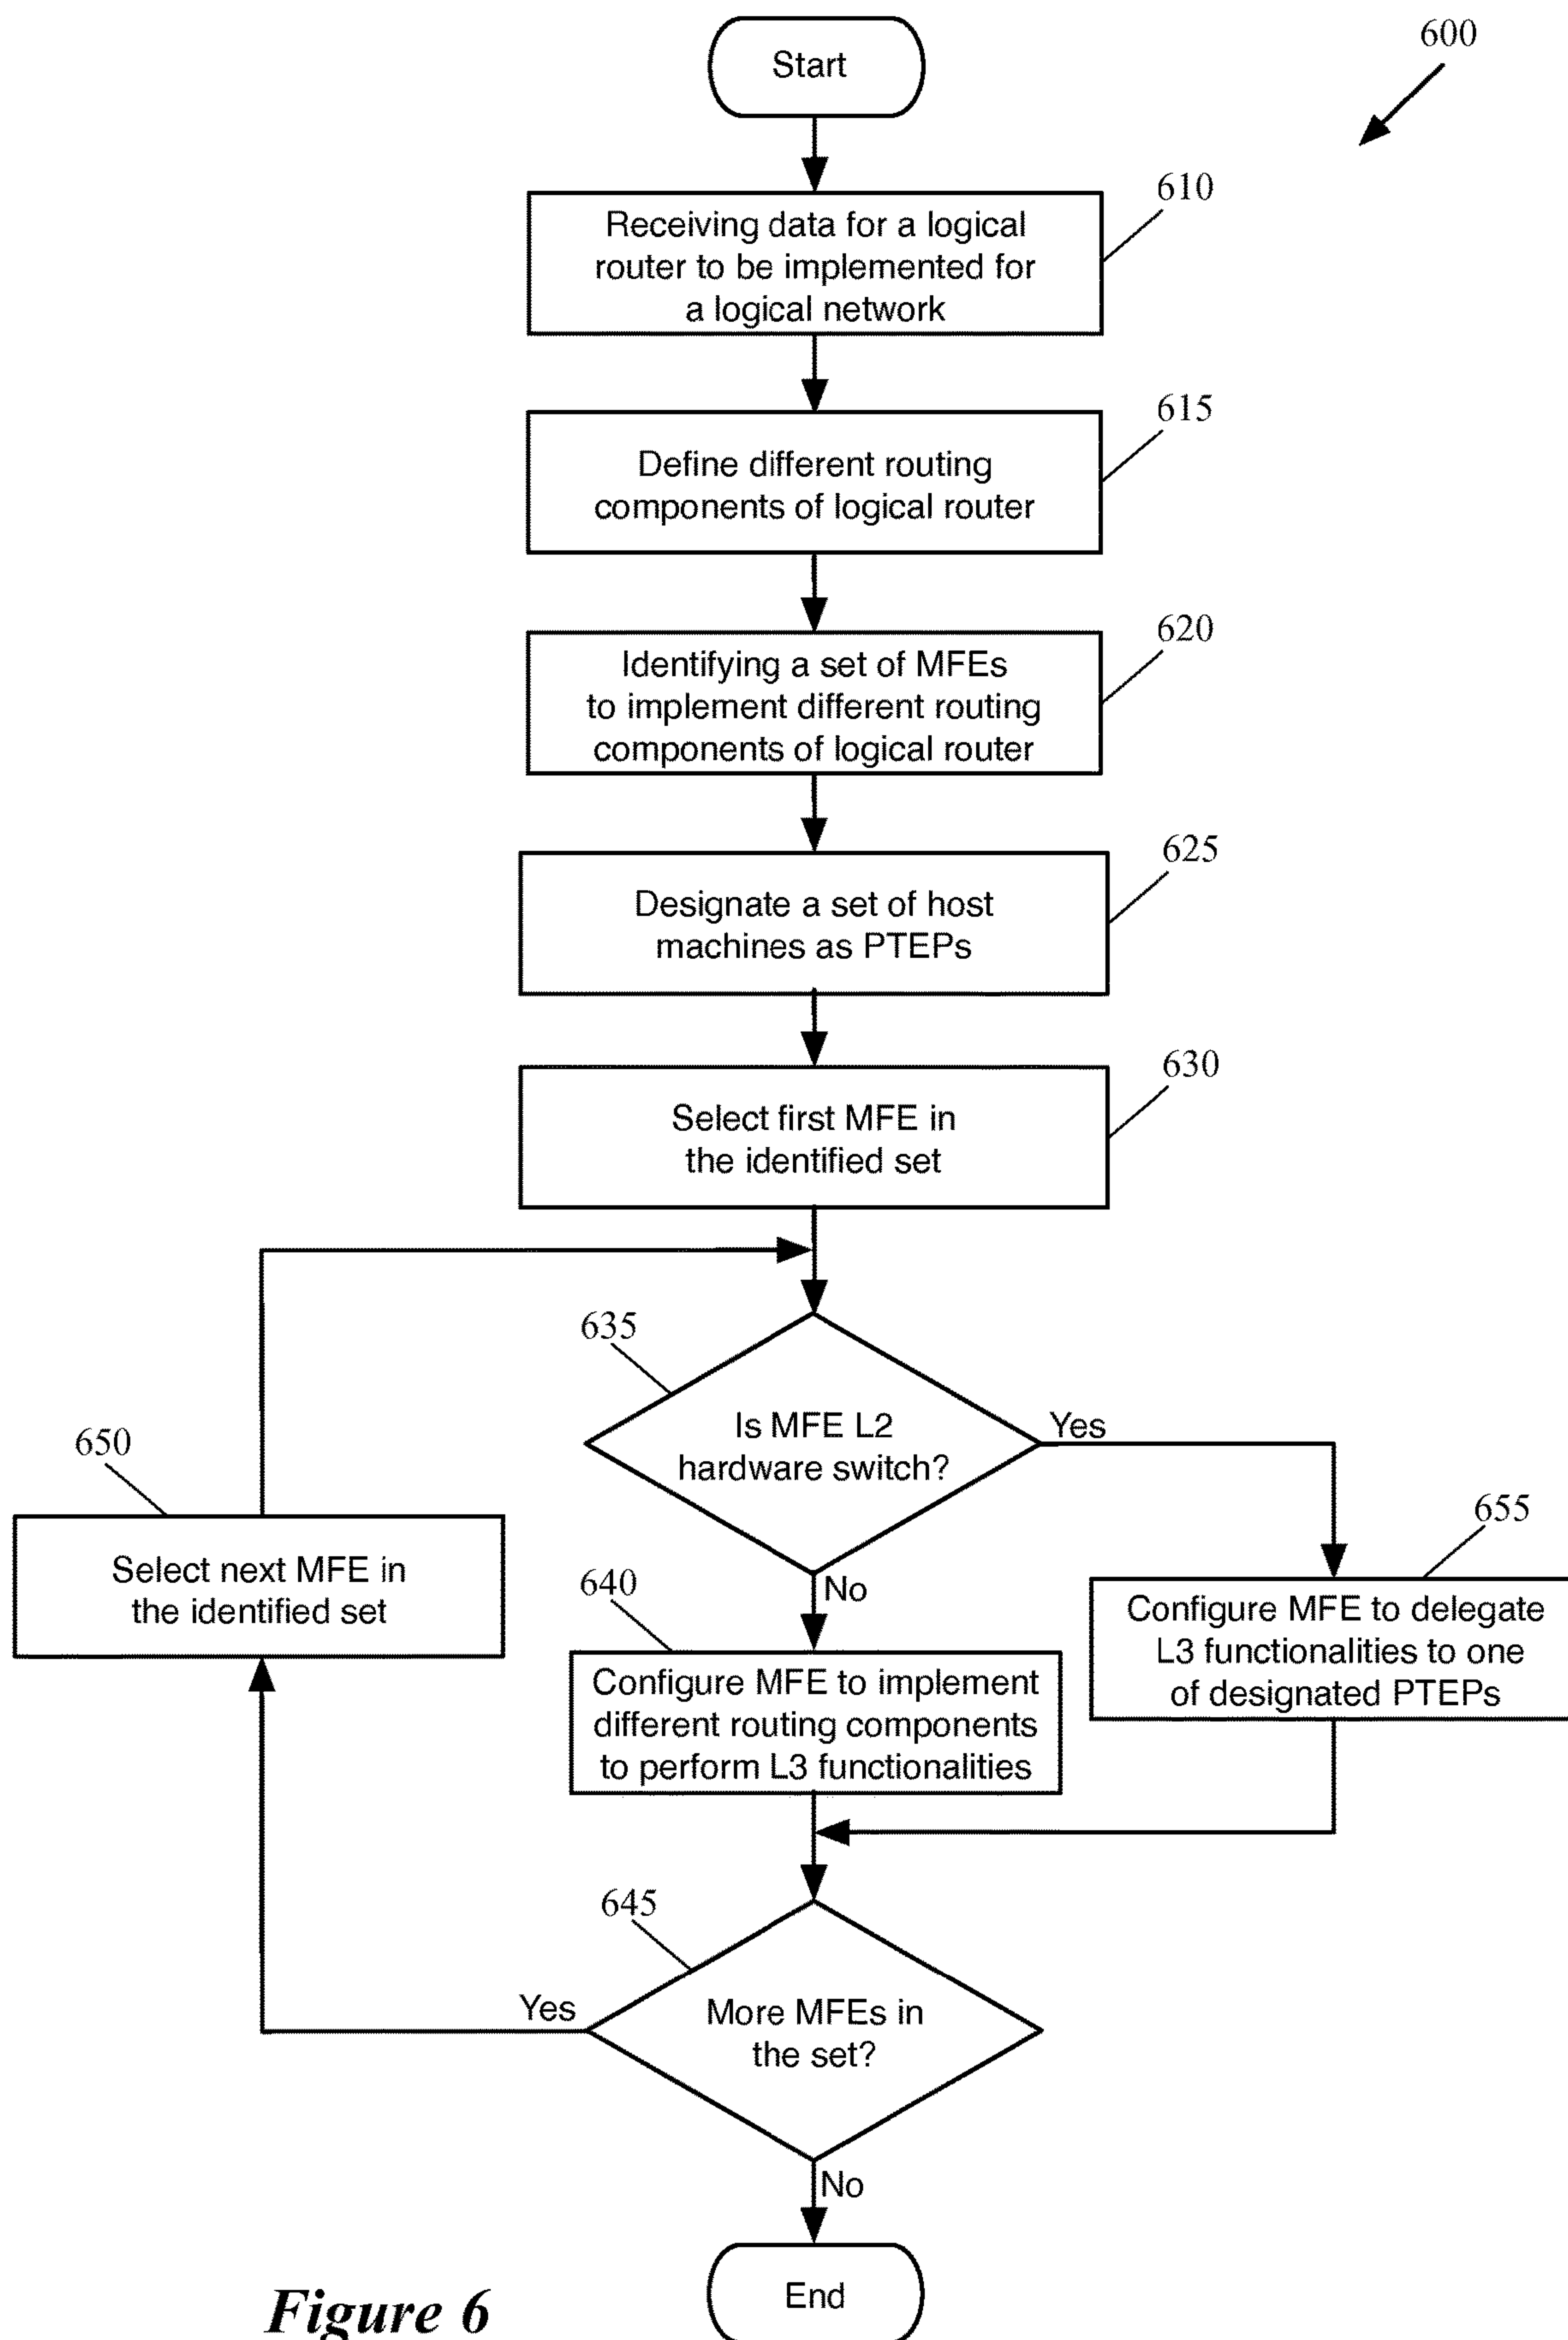 Start
600
610
Receiving data for a logical
router to be implemented for
a logical network
615
Define different routing
components of logical router
620
Identifying a set of MFEs
to implement different routing
components of logical router
625
Designate a set of host
machines as PTEPs
630
Select first MFE in
the identified set
635
Is MFE L2
hardware switch?
Yes
No
650
Select next MFE in
the identified set
640
Configure MFE to implement
different routing components
to perform L3 functionalities
655
Configure MFE to delegate
L3 functionalities to one
of designated PTEPs
645
More MFEs in
the set?
Yes
No
End
Figure 6